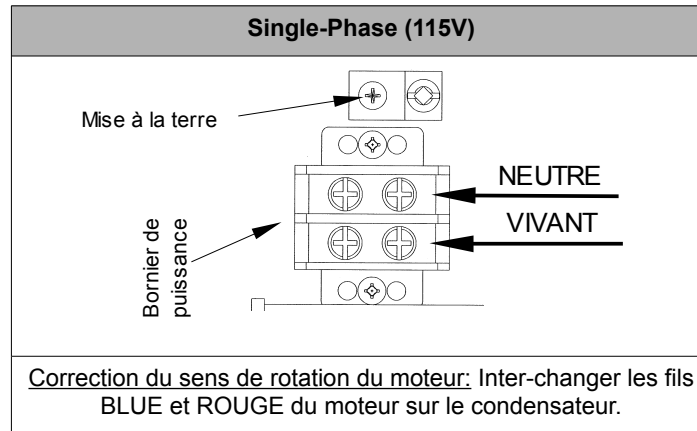 Single-Phase (115V)
Mise à la terre
NEUTRE
VIVANT
Bornier de
puissance
Correction du sens de rotation du moteur: Inter-changer les fils
BLUE et ROUGE du moteur sur le condensateur.